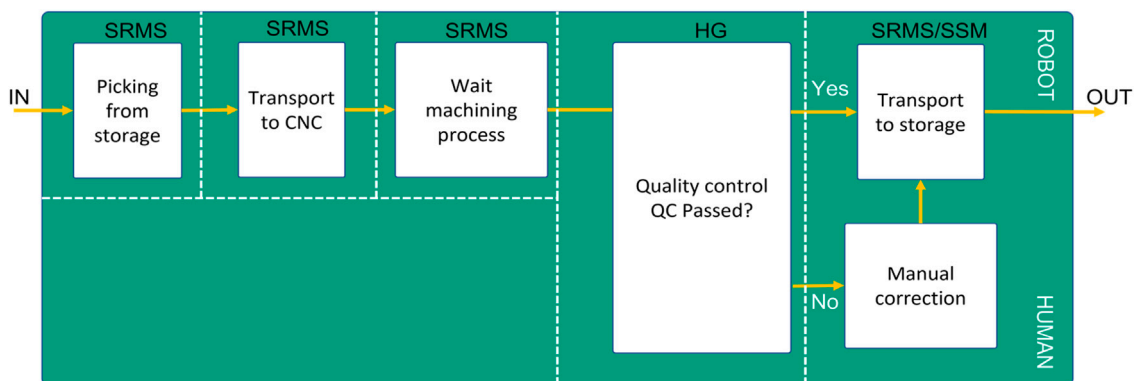 SRMS
SRMS
SRMS
HG
SRMS/SSM
ROBOT
IN
Picking
from
storage
Transport
to CNC
Wait
machining
process
Yes
Transport
to storage
OUT
Quality control
QC Passed?
No
Manual
correction
HUMAN